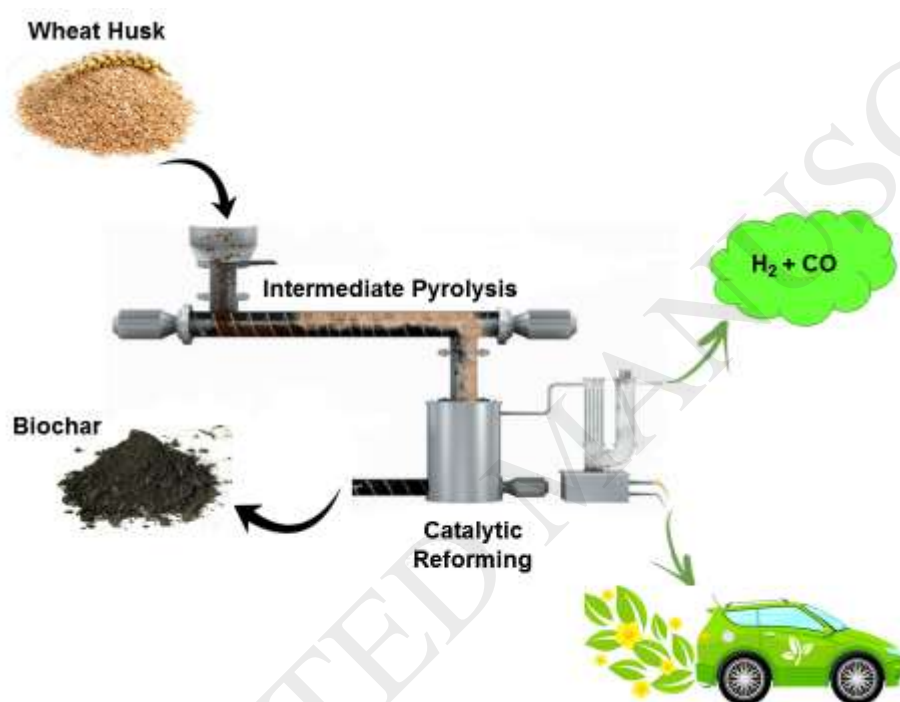 Wheat Husk
Intermediate Pyrolysis
H₂ + CO
Biochar
Catalytic
Reforming